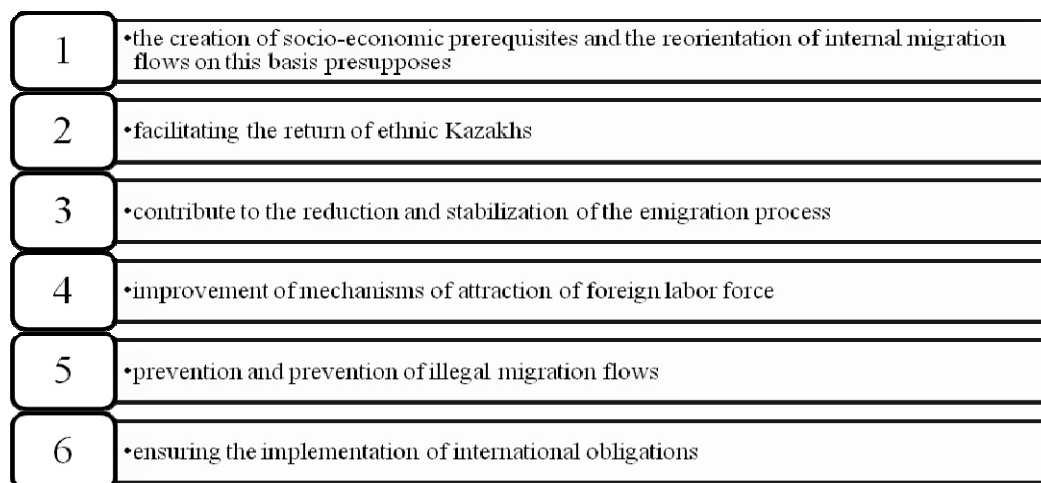 1
•the creation of socio-economic prerequisites and the reorientation of internal migration
flows on this basis presupposes
2
•facilitating the return of ethnic Kazakhs
3
•contribute to the reduction and stabilization of the emigration process
4
•improvement of mechanisms of attraction of foreign labor force
5
•prevention and prevention of illegal migration flows
6
•ensuring the implementation of international obligations